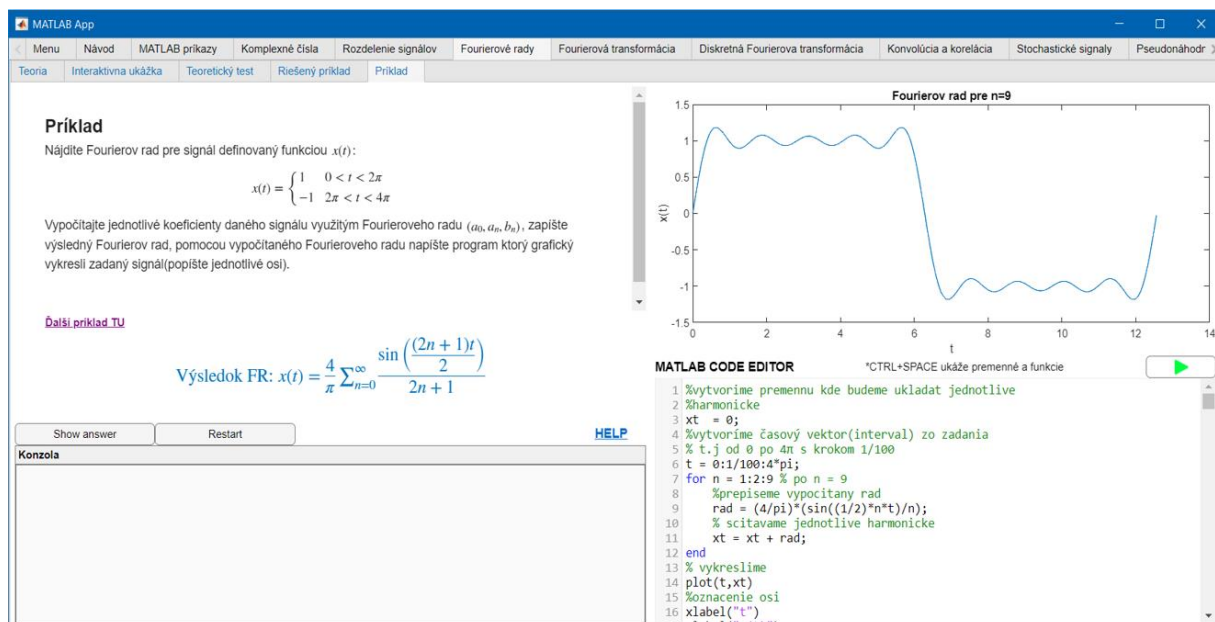 MATLAB App
Menu Návod MATLAB príkazy Komplexné čísla Rozdelenie signálov Fourierové rady Fourierová transformácia Diskretná Fourierova transformácia Konvolúcia a korelácia Stochastické signaly Pseudonáhodr
Teoria Interaktivna ukážka Teoretický test Riešený príklad Príklad
Príklad
Nájdite Fourierov rad pre signál definovaný funkciou x(t):
x(t) = { 1 0 < t < 2π
−1 2π < t < 4π
Vypočítajte jednotlivé koeficienty daného signálu využitým Fourieroveho radu (a₀, aₙ, bₙ), zapíšte
výsledný Fourierov rad, pomocou vypočítaného Fourieroveho radu napíšte program ktorý grafický
vykresli zadaný signál(popíšte jednotlivé osi).
Ďalši priklad TU
Výsledok FR: x(t) = 4/π ∑_{n=0}^{∞} sin((2n + 1)t/2) / (2n + 1)
Show answer Restart HELP
Konzola
Fourierov rad pre n=9
1.5
1
0.5
0
-0.5
-1
-1.5
x(t)
0 2 4 6 8 10 12 14
t
MATLAB CODE EDITOR *CTRL+SPACE ukáže premenné a funkcie
1 %vytvorime premennu kde budeme ukladat jednotlive
2 %harmonicke
3 xt = 0;
4 %vytvoríme časový vektor(interval) zo zadania
5 % t.j od 0 po 4π s krokom 1/100
6 t = 0:1/100:4*pi;
7 for n = 1:2:9 % po n = 9
8 %prepiseme vypocitany rad
9 rad = (4/pi)*(sin((1/2)*n*t)/n);
10 % scitavame jednotlive harmonicke
11 xt = xt + rad;
12 end
13 % vykreslime
14 plot(t,xt)
15 %oznacenie osi
16 xlabel("t")